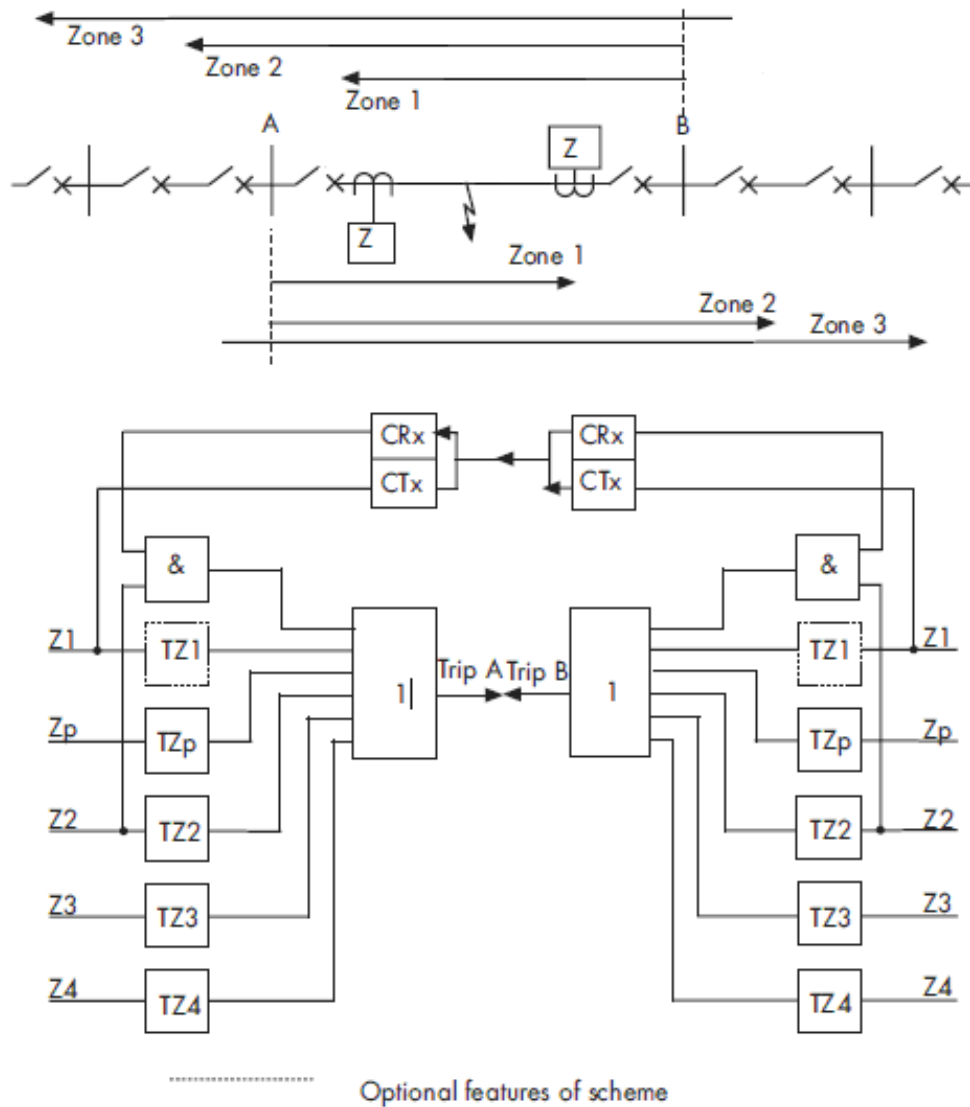 Zone 3
Zone 2
Zone 1
A
B
Z
Z
Zone 1
Zone 2
Zone 3
CRx
CRx
CTx
CTx
&
&
Z1
TZ1
TZ1
Z1
Trip A
Trip B
1
1
Zp
TZp
TZp
Zp
Z2
TZ2
TZ2
Z2
Z3
TZ3
TZ3
Z3
Z4
TZ4
TZ4
Z4
Optional features of scheme